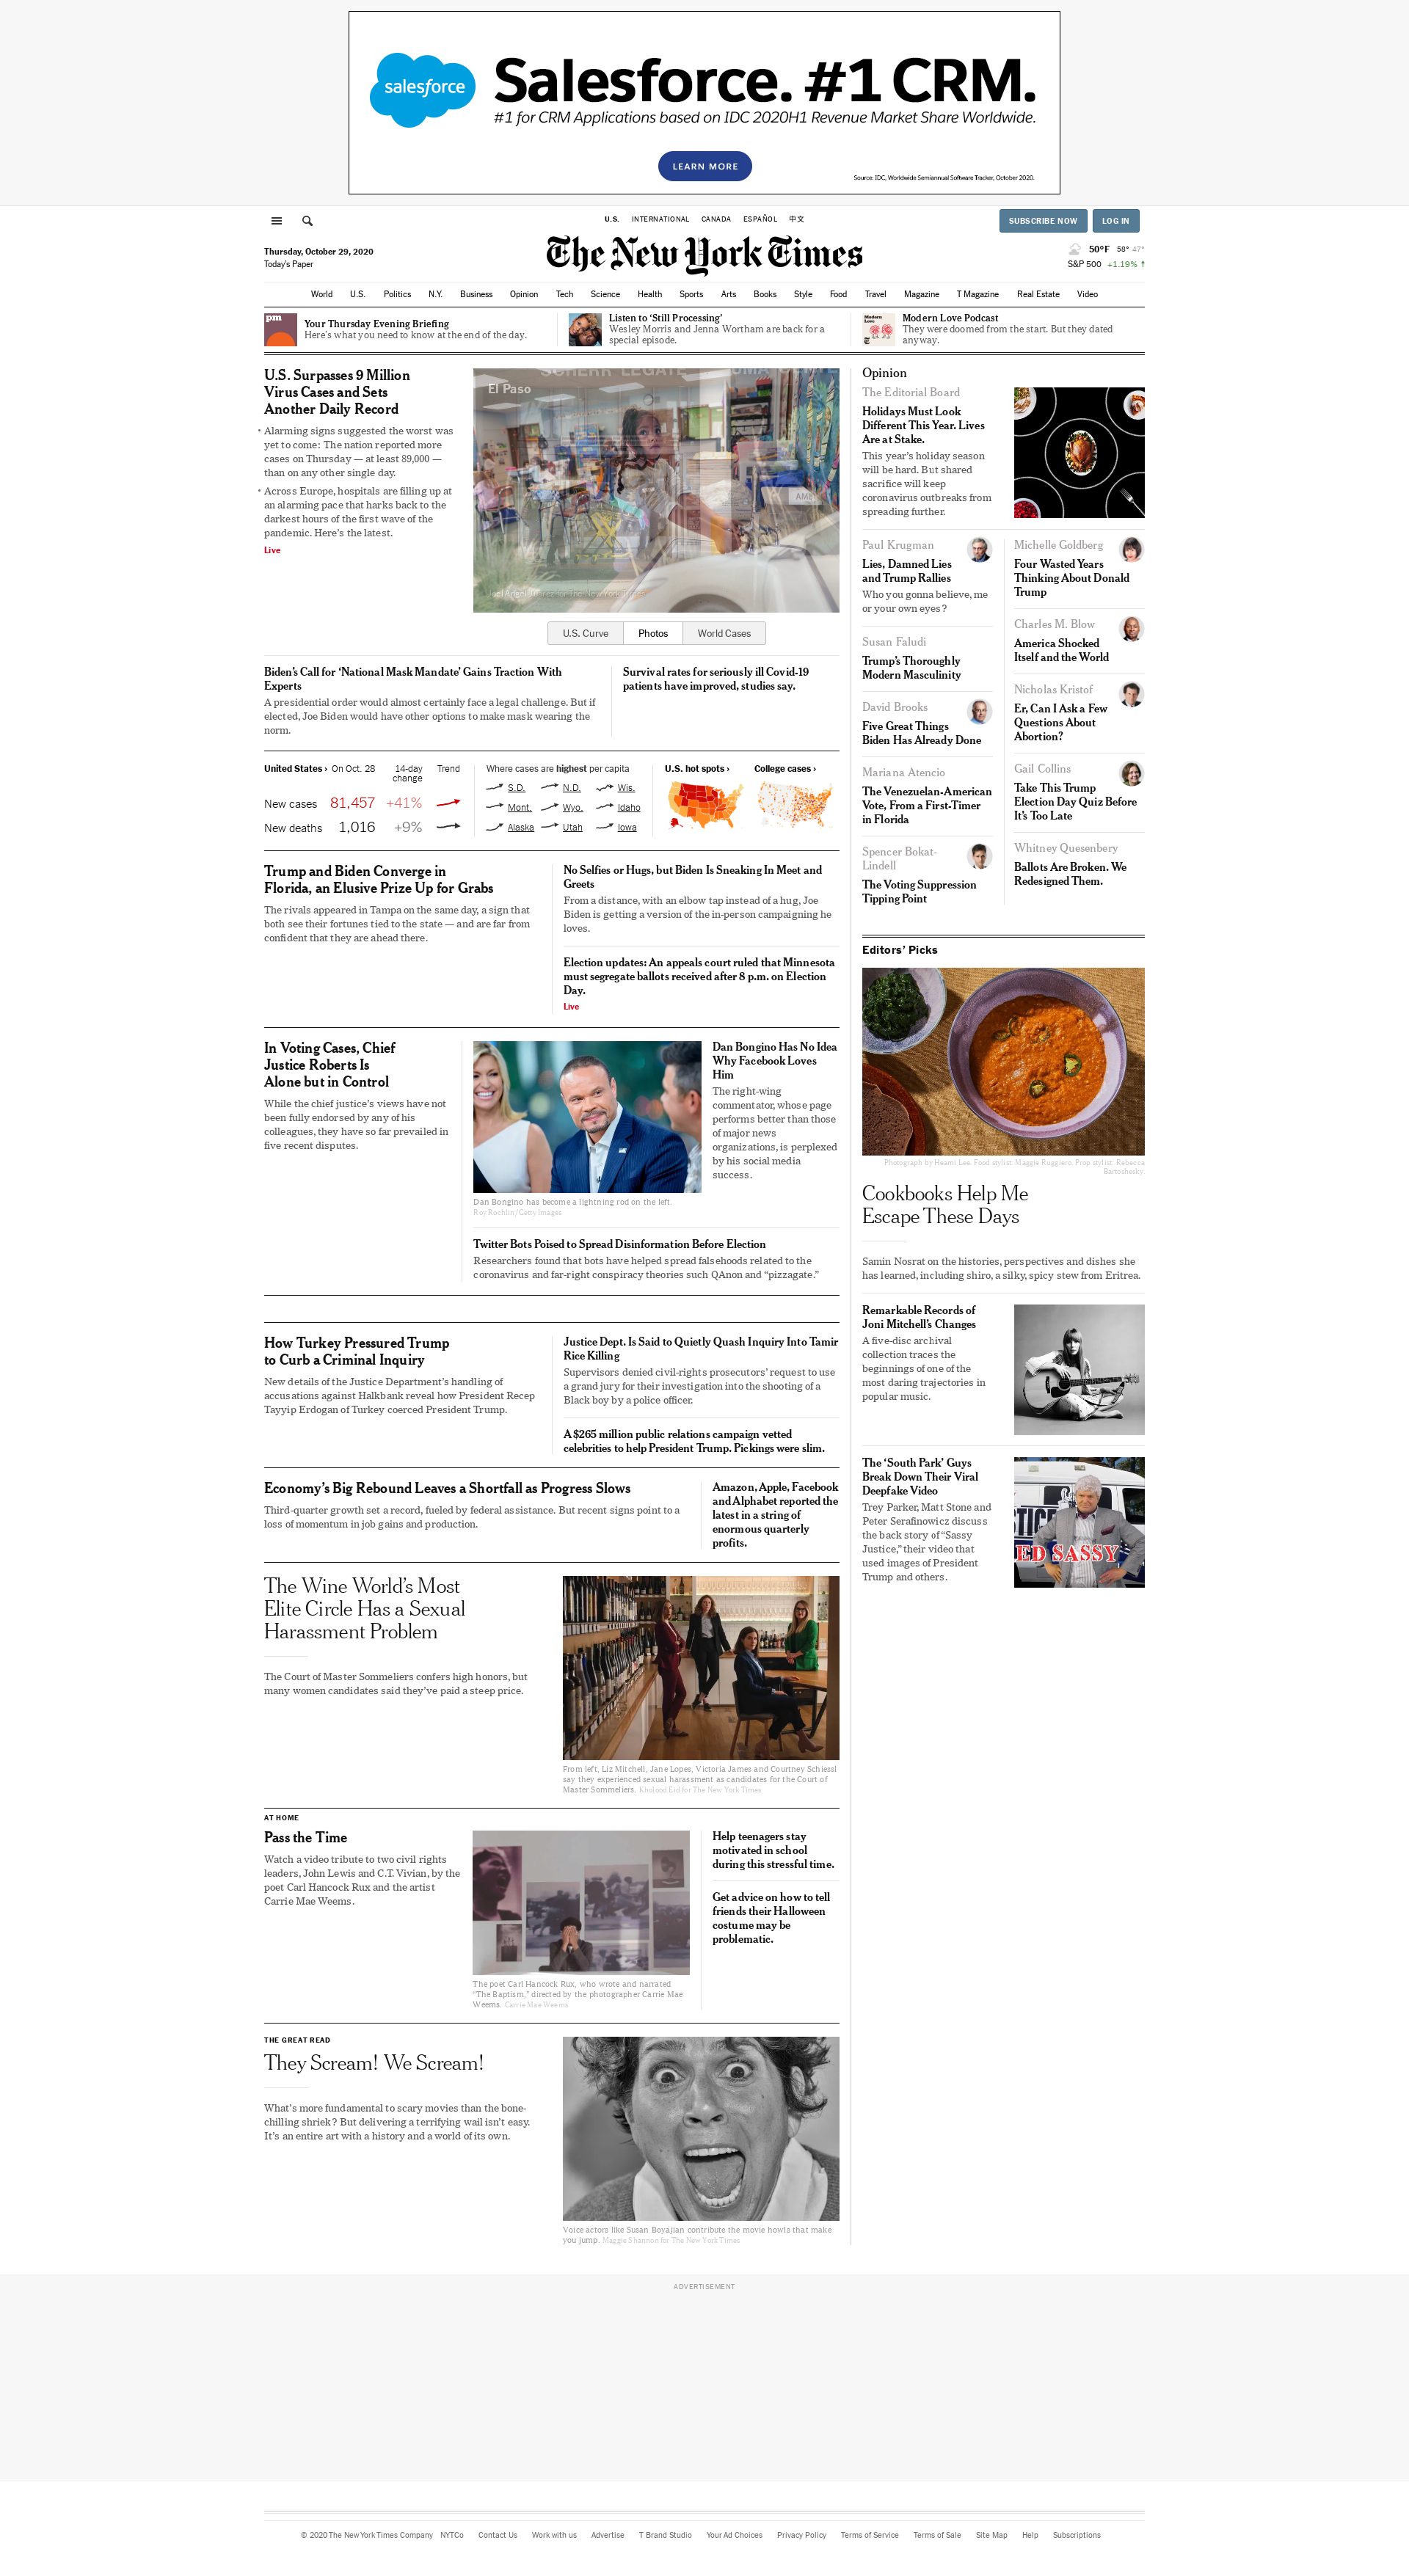 salesforce
Salesforce. #1 CRM.
#1 for CRM Applications based on IDC 2020H1 Revenue Market Share Worldwide.
LEARN MORE
Source: IDC, Worldwide Semiannual Software Tracker, October 2020.
U.S. INTERNATIONAL CANADA ESPAÑOL 中文
SUBSCRIBE NOW LOG IN
Thursday, October 29, 2020
Today's Paper
The New York Times
50°F 58° 47°
S&P 500 +1.19% ↑
World U.S. Politics N.Y. Business Opinion Tech Science Health Sports Arts Books Style Food Travel Magazine T Magazine Real Estate Video
pm
Your Thursday Evening Briefing
Here's what you need to know at the end of the day.
Listen to ‘Still Processing’
Wesley Morris and Jenna Wortham are back for a
special episode.
Modern
Love
Modern Love Podcast
They were doomed from the start. But they dated
anyway.
U.S. Surpasses 9 Million
Virus Cases and Sets
Another Daily Record
• Alarming signs suggested the worst was
yet to come: The nation reported more
cases on Thursday — at least 89,000 —
than on any other single day.
• Across Europe, hospitals are filling up at
an alarming pace that harks back to the
darkest hours of the first wave of the
pandemic. Here’s the latest.
Live
El Paso
U.S. Curve Photos World Cases
Biden’s Call for ‘National Mask Mandate’ Gains Traction With
Experts
A presidential order would almost certainly face a legal challenge. But if
elected, Joe Biden would have other options to make mask wearing the
norm.
Survival rates for seriously ill Covid-19
patients have improved, studies say.
United States › On Oct. 28 14-day
change Trend
New cases 81,457 +41%
New deaths 1,016 +9%
Where cases are highest per capita
S.D. N.D. Wis.
Mont. Wyo. Idaho
Alaska Utah Iowa
U.S. hot spots › College cases ›
Trump and Biden Converge in
Florida, an Elusive Prize Up for Grabs
The rivals appeared in Tampa on the same day, a sign that
both see their fortunes tied to the state — and are far from
confident that they are ahead there.
No Selfies or Hugs, but Biden Is Sneaking In Meet and
Greets
From a distance, with an elbow tap instead of a hug, Joe
Biden is getting a version of the in-person campaigning he
loves.
Election updates: An appeals court ruled that Minnesota
must segregate ballots received after 8 p.m. on Election
Day.
Live
In Voting Cases, Chief
Justice Roberts Is
Alone but in Control
While the chief justice’s views have not
been fully endorsed by any of his
colleagues, they have so far prevailed in
five recent disputes.
Dan Bongino has become a lightning rod on the left.
Roy Rochlin/Getty Images
Dan Bongino Has No Idea
Why Facebook Loves
Him
The right-wing
commentator, whose page
performs better than those
of major news
organizations, is perplexed
by his social media
success.
Twitter Bots Poised to Spread Disinformation Before Election
Researchers found that bots have helped spread falsehoods related to the
coronavirus and far-right conspiracy theories such QAnon and “pizzagate.”
How Turkey Pressured Trump
to Curb a Criminal Inquiry
New details of the Justice Department’s handling of
accusations against Halkbank reveal how President Recep
Tayyip Erdogan of Turkey coerced President Trump.
Justice Dept. Is Said to Quietly Quash Inquiry Into Tamir
Rice Killing
Supervisors denied civil-rights prosecutors’ request to use
a grand jury for their investigation into the shooting of a
Black boy by a police officer.
A $265 million public relations campaign vetted
celebrities to help President Trump. Pickings were slim.
Economy’s Big Rebound Leaves a Shortfall as Progress Slows
Third-quarter growth set a record, fueled by federal assistance. But recent signs point to a
loss of momentum in job gains and production.
Amazon, Apple, Facebook
and Alphabet reported the
latest in a string of
enormous quarterly
profits.
The Wine World’s Most
Elite Circle Has a Sexual
Harassment Problem
The Court of Master Sommeliers confers high honors, but
many women candidates said they’ve paid a steep price.
From left, Liz Mitchell, Jane Lopes, Victoria James and Courtney Schiessl
say they experienced sexual harassment as candidates for the Court of
Master Sommeliers. Kholood Eid for The New York Times
AT HOME
Pass the Time
Watch a video tribute to two civil rights
leaders, John Lewis and C.T. Vivian, by the
poet Carl Hancock Rux and the artist
Carrie Mae Weems.
The poet Carl Hancock Rux, who wrote and narrated
“The Baptism,” directed by the photographer Carrie Mae
Weems. Carrie Mae Weems
Help teenagers stay
motivated in school
during this stressful time.
Get advice on how to tell
friends their Halloween
costume may be
problematic.
THE GREAT READ
They Scream! We Scream!
What’s more fundamental to scary movies than the bone-
chilling shriek? But delivering a terrifying wail isn’t easy.
It’s an entire art with a history and a world of its own.
Voice actors like Susan Boyajian contribute the movie howls that make
you jump. Maggie Shannon for The New York Times
Opinion
The Editorial Board
Holidays Must Look
Different This Year. Lives
Are at Stake.
This year’s holiday season
will be hard. But shared
sacrifice will keep
coronavirus outbreaks from
spreading further.
Paul Krugman
Lies, Damned Lies
and Trump Rallies
Who you gonna believe, me
or your own eyes?
Susan Faludi
Trump’s Thoroughly
Modern Masculinity
David Brooks
Five Great Things
Biden Has Already Done
Mariana Atencio
The Venezuelan-American
Vote, From a First-Timer
in Florida
Spencer Bokat-
Lindell
The Voting Suppression
Tipping Point
Michelle Goldberg
Four Wasted Years
Thinking About Donald
Trump
Charles M. Blow
America Shocked
Itself and the World
Nicholas Kristof
Er, Can I Ask a Few
Questions About
Abortion?
Gail Collins
Take This Trump
Election Day Quiz Before
It’s Too Late
Whitney Quesenbery
Ballots Are Broken. We
Redesigned Them.
Editors’ Picks
Photograph by Heami Lee. Food stylist: Maggie Ruggiero. Prop stylist: Rebecca
Bartoshesky.
Cookbooks Help Me
Escape These Days
Samin Nosrat on the histories, perspectives and dishes she
has learned, including shiro, a silky, spicy stew from Eritrea.
Remarkable Records of
Joni Mitchell’s Changes
A five-disc archival
collection traces the
beginnings of one of the
most daring trajectories in
popular music.
The ‘South Park’ Guys
Break Down Their Viral
Deepfake Video
Trey Parker, Matt Stone and
Peter Serafinowicz discuss
the back story of “Sassy
Justice,” their video that
used images of President
Trump and others.
ED SASSY
ADVERTISEMENT
© 2020 The New York Times Company NYTCo Contact Us Work with us Advertise T Brand Studio Your Ad Choices Privacy Policy Terms of Service Terms of Sale Site Map Help Subscriptions